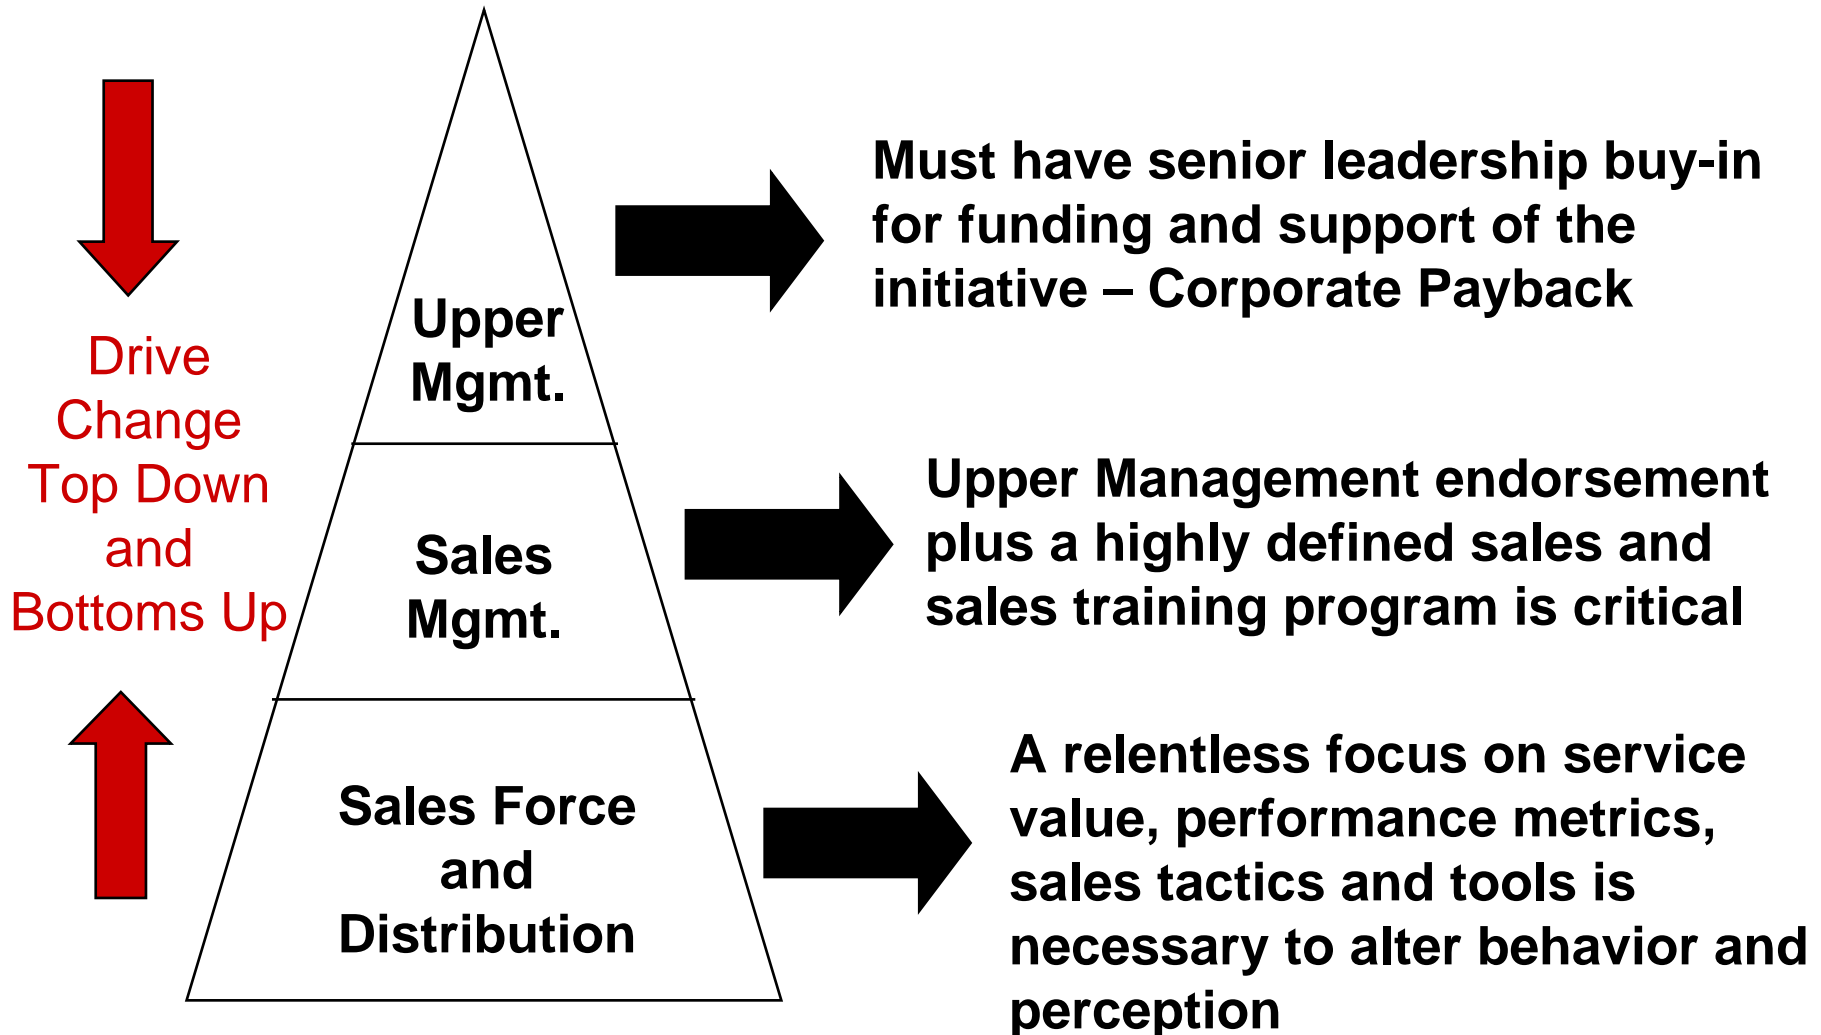 Drive
Change
Top Down
and
Bottoms Up
Upper
Mgmt.
Sales
Mgmt.
Sales Force
and
Distribution
Must have senior leadership buy-in
for funding and support of the
initiative – Corporate Payback
Upper Management endorsement
plus a highly defined sales and
sales training program is critical
A relentless focus on service
value, performance metrics,
sales tactics and tools is
necessary to alter behavior and
perception